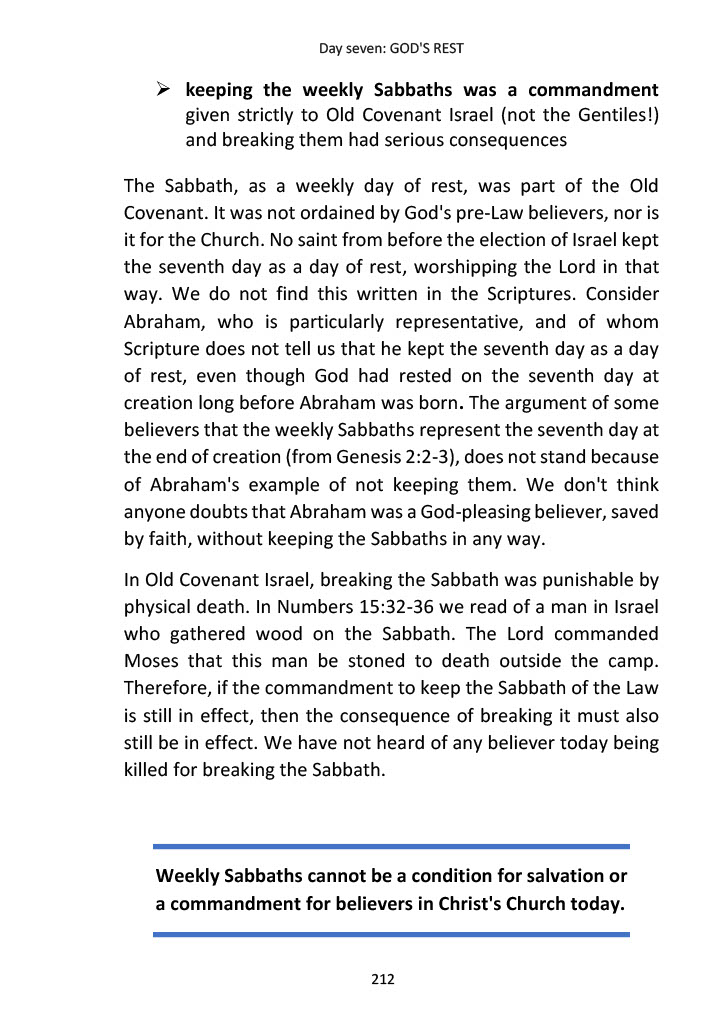 Day seven: GOD'S REST
➢ keeping the weekly Sabbaths was a commandment
given strictly to Old Covenant Israel (not the Gentiles!)
and breaking them had serious consequences
The Sabbath, as a weekly day of rest, was part of the Old
Covenant. It was not ordained by God's pre-Law believers, nor is
it for the Church. No saint from before the election of Israel kept
the seventh day as a day of rest, worshipping the Lord in that
way. We do not find this written in the Scriptures. Consider
Abraham, who is particularly representative, and of whom
Scripture does not tell us that he kept the seventh day as a day
of rest, even though God had rested on the seventh day at
creation long before Abraham was born. The argument of some
believers that the weekly Sabbaths represent the seventh day at
the end of creation (from Genesis 2:2-3), does not stand because
of Abraham's example of not keeping them. We don't think
anyone doubts that Abraham was a God-pleasing believer, saved
by faith, without keeping the Sabbaths in any way.
In Old Covenant Israel, breaking the Sabbath was punishable by
physical death. In Numbers 15:32-36 we read of a man in Israel
who gathered wood on the Sabbath. The Lord commanded
Moses that this man be stoned to death outside the camp.
Therefore, if the commandment to keep the Sabbath of the Law
is still in effect, then the consequence of breaking it must also
still be in effect. We have not heard of any believer today being
killed for breaking the Sabbath.
Weekly Sabbaths cannot be a condition for salvation or
a commandment for believers in Christ's Church today.
212